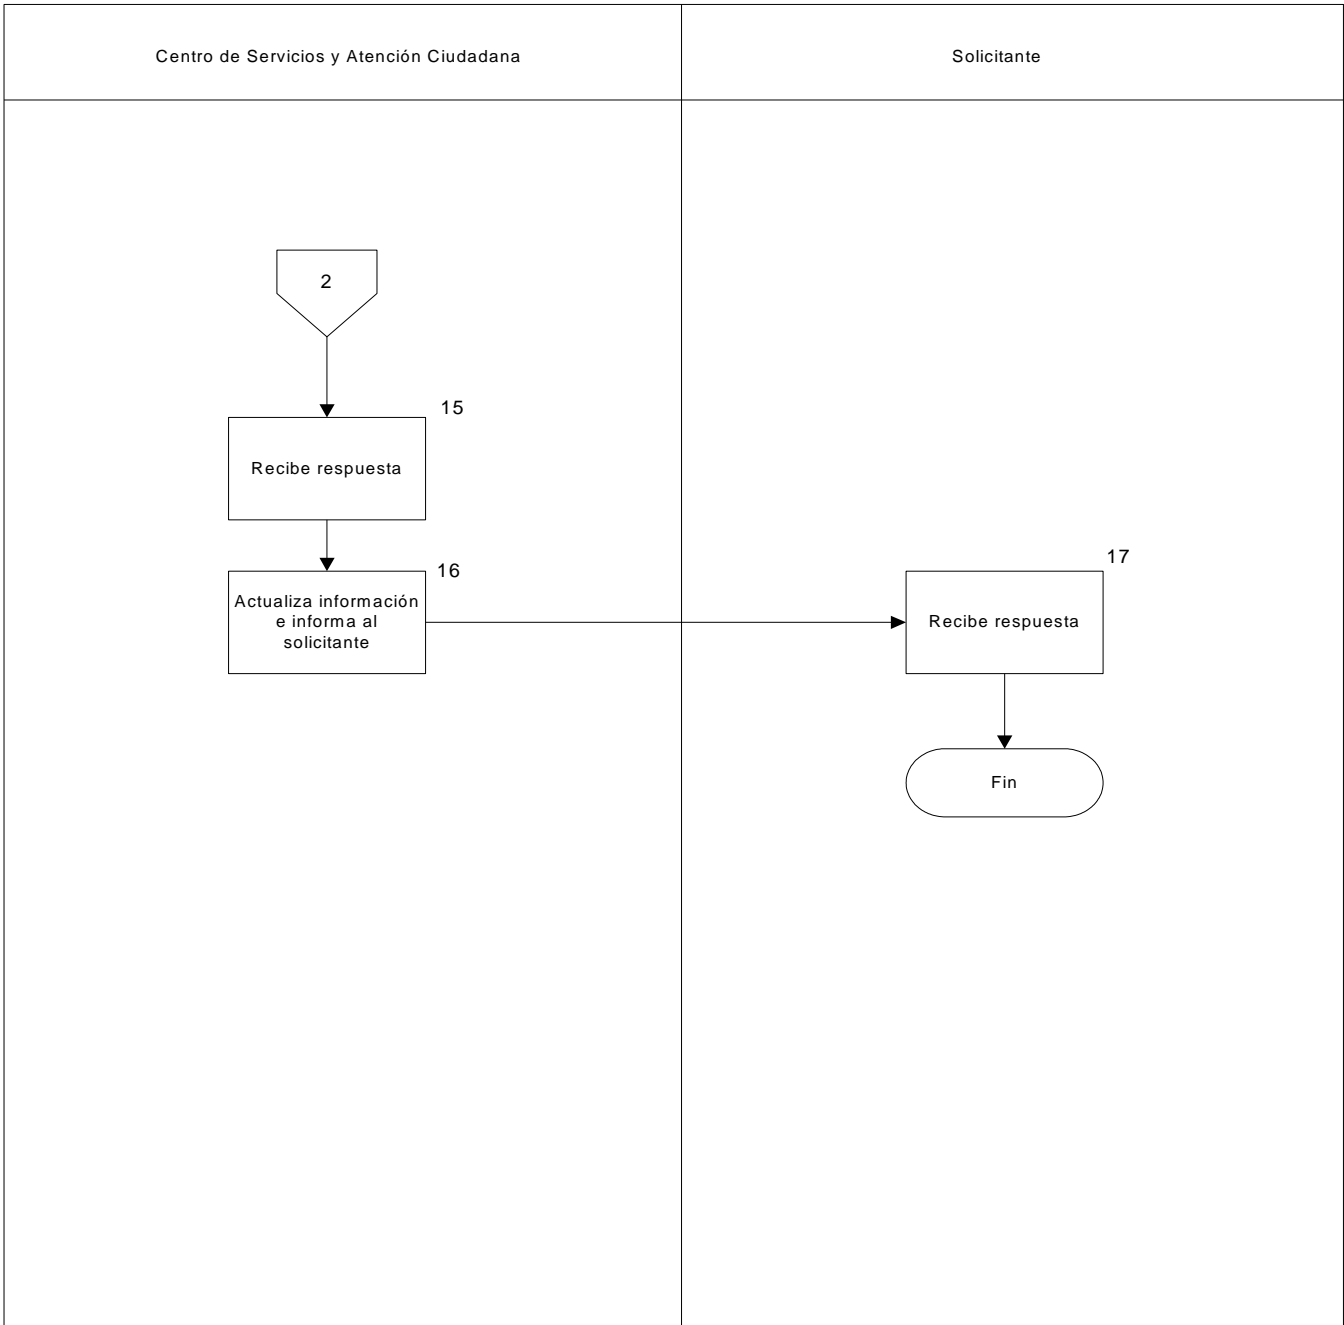 Centro de Servicios y Atención Ciudadana
Solicitante
2
15
Recibe respuesta
16
Actualiza información
e informa al
solicitante
17
Recibe respuesta
Fin